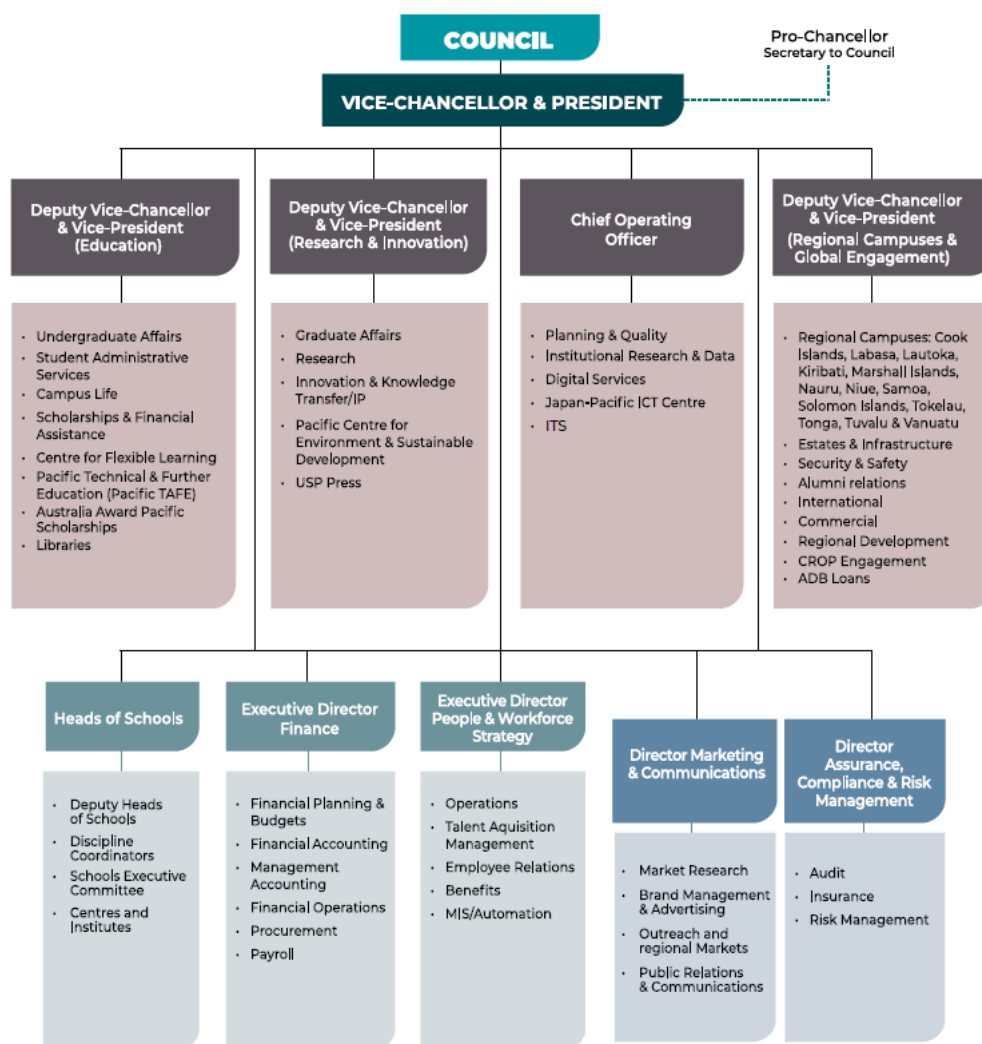 COUNCIL
Pro-Chancellor
Secretary to Council
VICE-CHANCELLOR & PRESIDENT
Deputy Vice-Chancellor
& Vice-President
(Education)
• Undergraduate Affairs
• Student Administrative
Services
• Campus Life
• Scholarships & Financial
Assistance
• Centre for Flexible Learning
• Pacific Technical & Further
Education (Pacific TAFE)
• Australia Award Pacific
Scholarships
• Libraries
Deputy Vice-Chancellor
& Vice-President
(Research & Innovation)
• Graduate Affairs
• Research
• Innovation & Knowledge
Transfer/IP
• Pacific Centre for
Environment & Sustainable
Development
• USP Press
Chief Operating
Officer
• Planning & Quality
• Institutional Research & Data
• Digital Services
• Japan-Pacific ICT Centre
• ITS
Deputy Vice-Chancellor
& Vice-President
(Regional Campuses &
Global Engagement)
• Regional Campuses: Cook
Islands, Labasa, Lautoka,
Kiribati, Marshall Islands,
Nauru, Niue, Samoa,
Solomon Islands, Tokelau,
Tonga, Tuvalu & Vanuatu
• Estates & Infrastructure
• Security & Safety
• Alumni relations
• International
• Commercial
• Regional Development
• CROP Engagement
• ADB Loans
Heads of Schools
• Deputy Heads
of Schools
• Discipline
Coordinators
• Schools Executive
Committee
• Centres and
Institutes
Executive Director
Finance
• Financial Planning &
Budgets
• Financial Accounting
• Management
Accounting
• Financial Operations
• Procurement
• Payroll
Executive Director
People & Workforce
Strategy
• Operations
• Talent Aquisition
Management
• Employee Relations
• Benefits
• MIS/Automation
Director Marketing
& Communications
• Market Research
• Brand Management
& Advertising
• Outreach and
regional Markets
• Public Relations
& Communications
Director
Assurance,
Compliance & Risk
Management
• Audit
• Insurance
• Risk Management